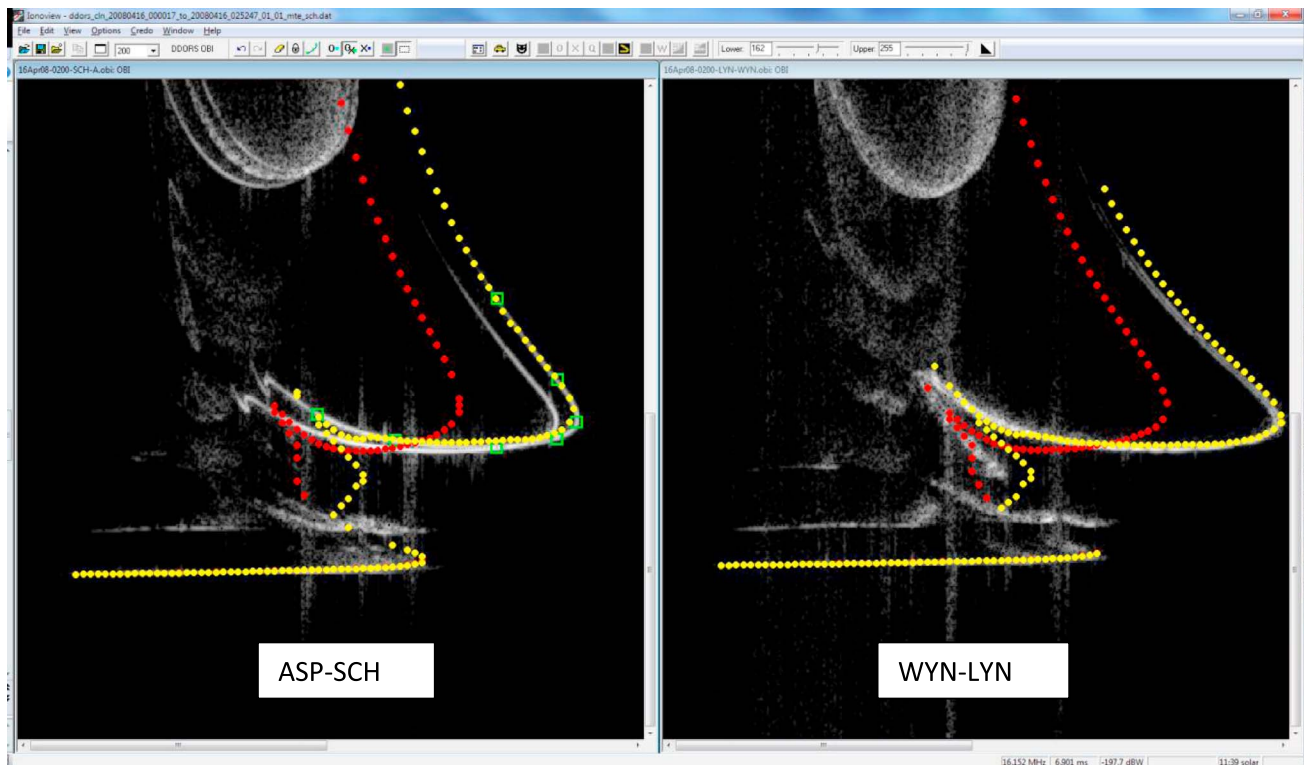 Ionoview - ddors_cln_20080416_000017_to_20080416_025247_01_01_mte_sch.dat
File Edit View Options Credo Window Help
200 DDORS OBI O- X- O X Q W Lower: 162 Upper: 255
16Apr08-0200-SCH-A.obi: OBI
16Apr08-0200-LYN-WYN.obi: OBI
ASP-SCH
WYN-LYN
16.152 MHz 6.901 ms -197.7 dBW 11:39 solar